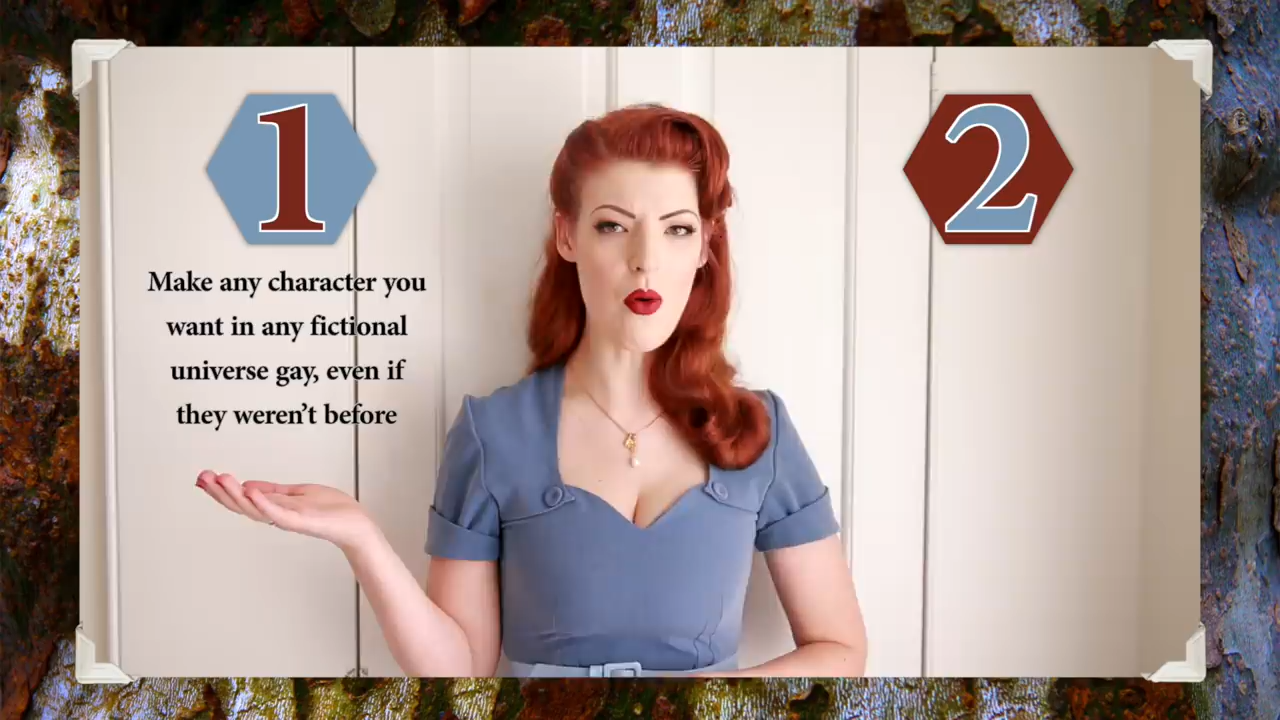 1
Make any character you
want in any fictional
universe gay, even if
they weren't before
2